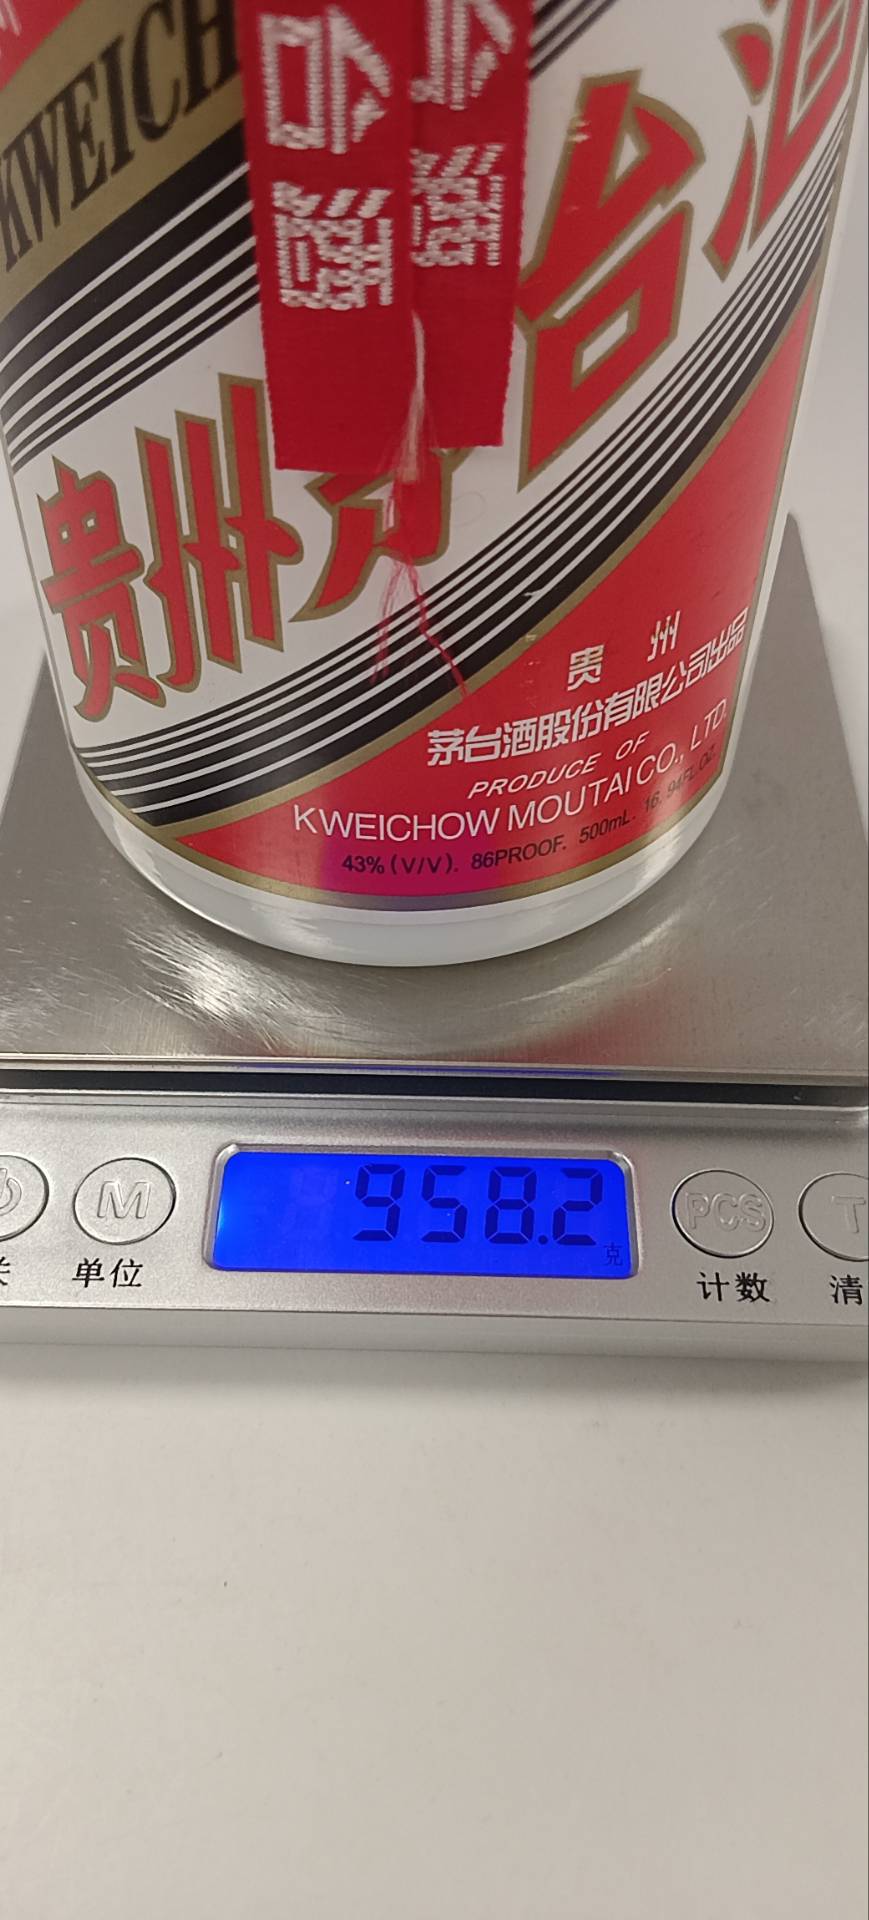 KWEICH
贵州茅台酒
贵州
茅台酒股份有限公司出品
PRODUCE OF
KWEICHOW MOUTAI CO., LTD.
43% (V/V). 86PROOF. 500mL. 16.94FL.OZ.
958.2
克
M
PCS
T
单位
计数
清